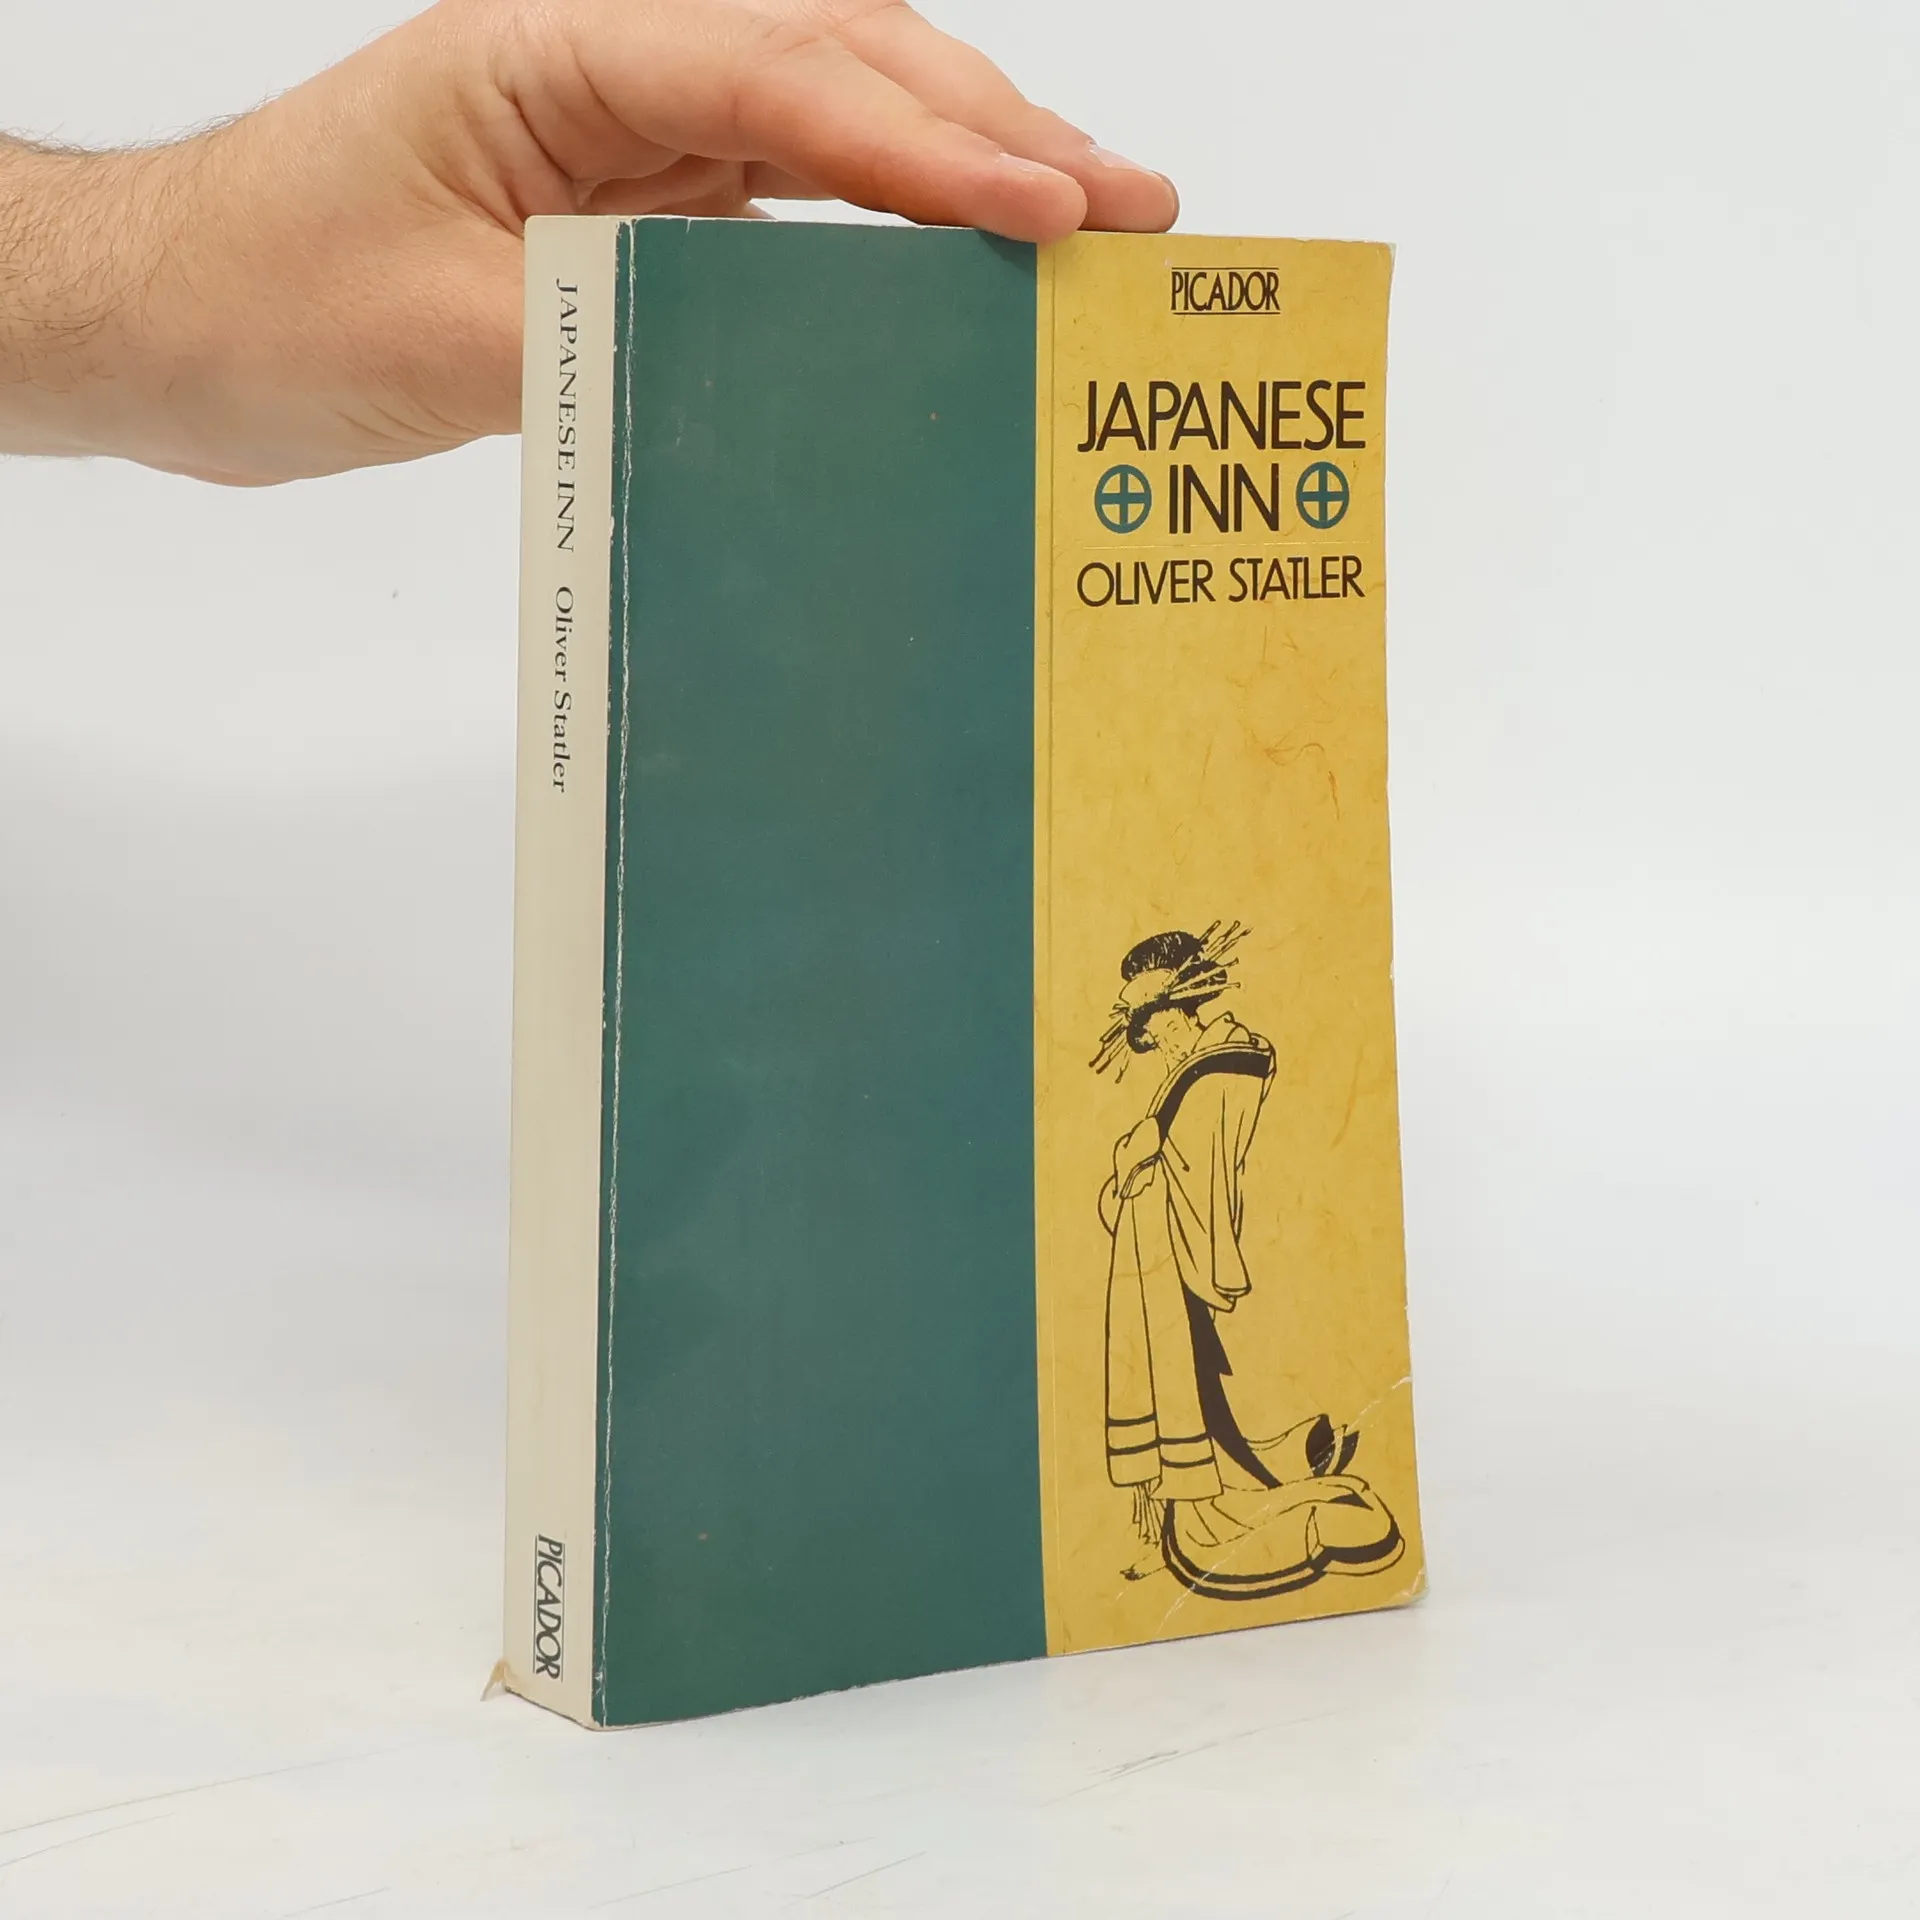 JAPANESE INN Oliver Statler
PICADOR
PICADOR
JAPANESE
INN
OLIVER STATLER